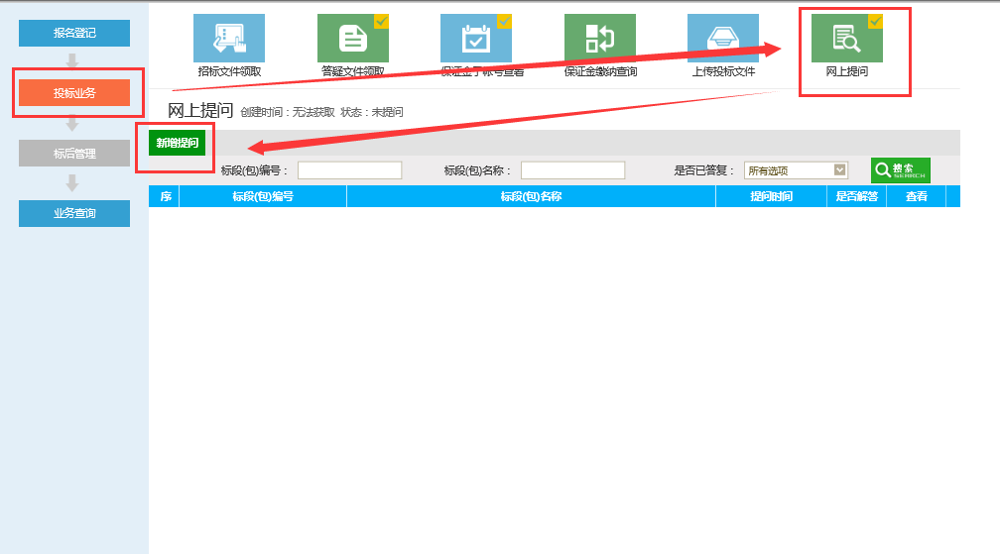 报名登记
投标业务
标后管理
业务查询
招标文件领取
答疑文件领取
保证金子帐号查看
保证金缴纳查询
上传投标文件
网上提问
网上提问 创建时间：无法获取 状态：未提问
新增提问
标段(包)编号：
标段(包)名称：
是否已答复： 所有选项
搜索
SEARCH
序 标段(包)编号 标段(包)名称 提问时间 是否解答 查看